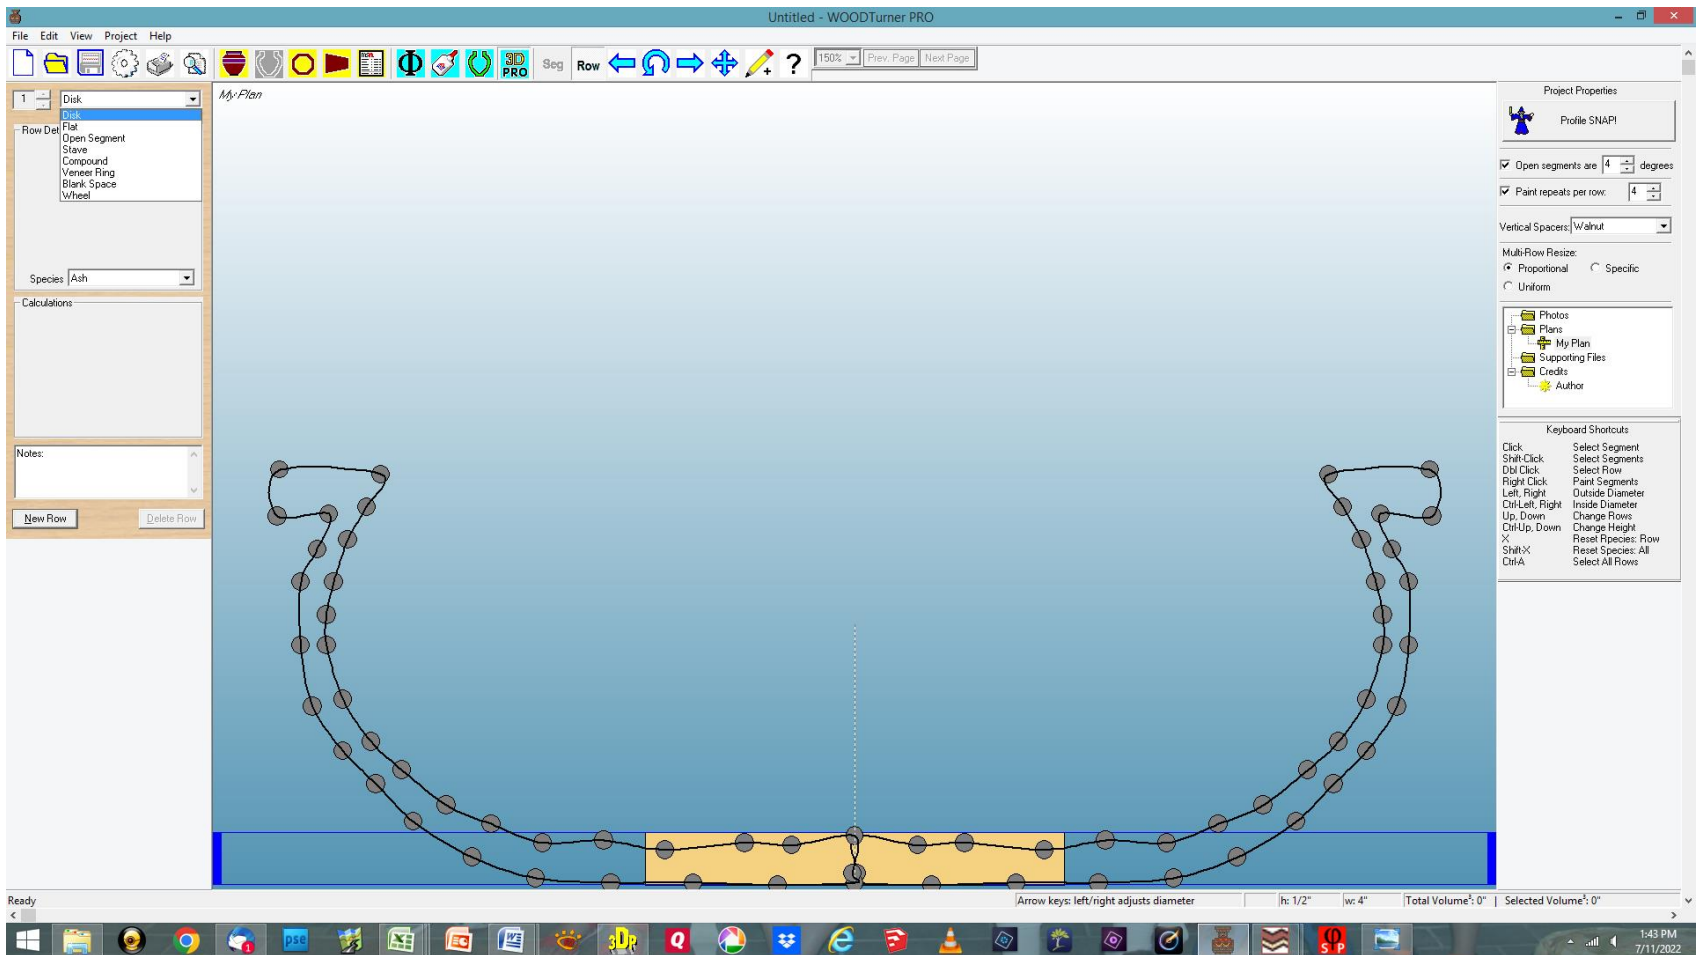 Untitled - WOODTurner PRO
File Edit View Project Help
3D PRO Seg Row 150% Prev. Page Next Page
1 Disk
Disk
Flat
Open Segment
Stave
Compound
Veneer Ring
Blank Space
Wheel
Row Det
Species Ash
Calculations
Notes:
New Row Delete Row
My Plan
Project Properties
Profile SNAP!
Open segments are 4 degrees
Paint repeats per row: 4
Vertical Spacers: Walnut
Multi-Row Resize:
Proportional Specific
Uniform
Photos
Plans
My Plan
Supporting Files
Credits
Author
Keyboard Shortcuts
Click Select Segment
Shift-Click Select Segments
Dbl Click Select Row
Right Click Paint Segments
Left, Right Outside Diameter
Ctrl-Left, Right Inside Diameter
Up, Down Change Rows
Ctrl-Up, Down Change Height
X Reset Rpecies: Row
Shift-X Reset Species: All
Ctrl-A Select All Rows
Ready Arrow keys: left/right adjusts diameter h: 1/2" w: 4" Total Volume³: 0" | Selected Volume³: 0"
pse 3DR Q SP 1:43 PM
7/11/2022